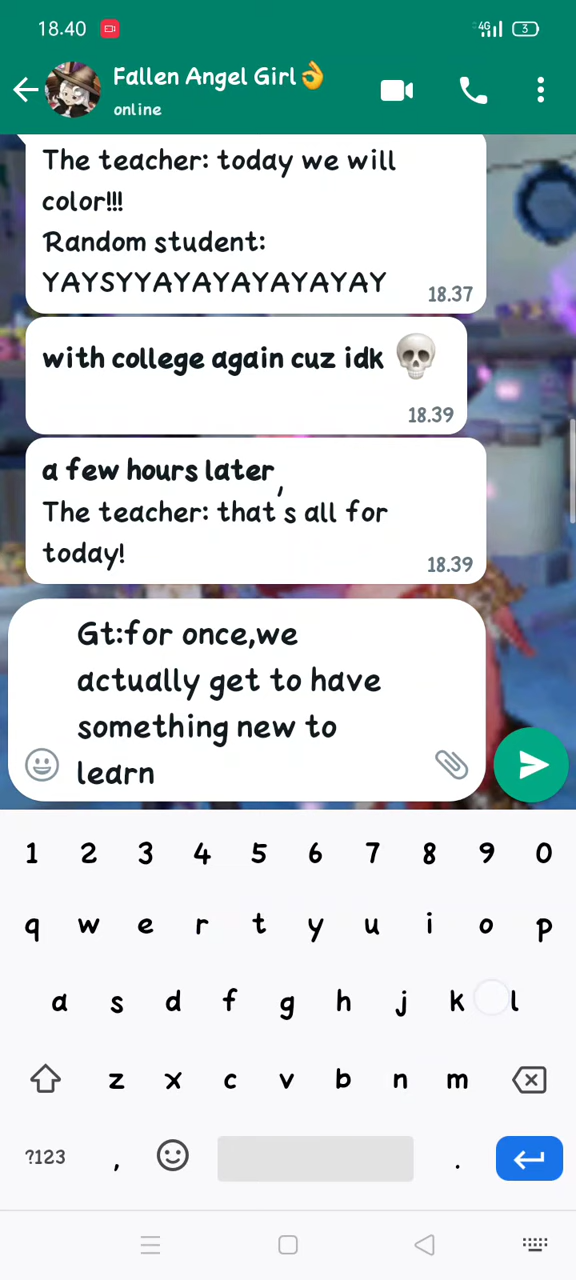 18.40
4G
3
Fallen Angel Girl👌
online
The teacher: today we will
color!!!
Random student:
YAYSYYAYAYAYAYAYAY
18.37
with college again cuz idk 💀
18.39
a few hours later
The teacher: that's all for
today!
18.39
Gt:for once,we
actually get to have
something new to
learn
1 2 3 4 5 6 7 8 9 0
q w e r t y u i o p
a s d f g h j k l
z x c v b n m
?123 , .